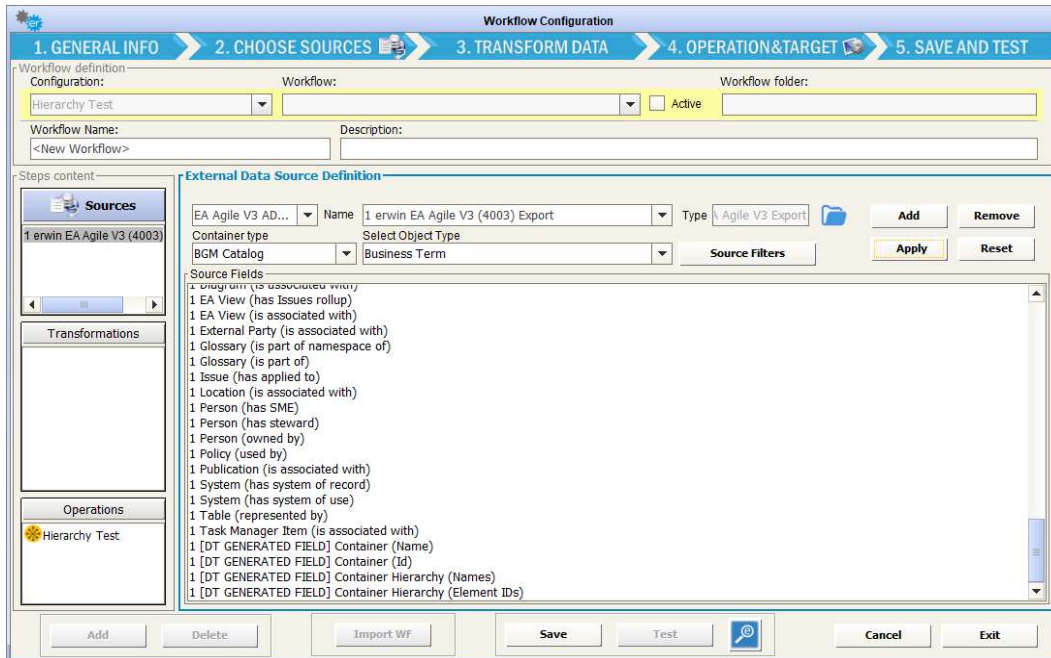 er
Workflow Configuration
1. GENERAL INFO 2. CHOOSE SOURCES 3. TRANSFORM DATA 4. OPERATION&TARGET 5. SAVE AND TEST
Workflow definition
Configuration: Workflow: Workflow folder:
Hierarchy Test Active
Workflow Name: Description:
<New Workflow>
Steps content External Data Source Definition
Sources
EA Agile V3 AD... Name 1 erwin EA Agile V3 (4003) Export Type Agile V3 Export Add Remove
1 erwin EA Agile V3 (4003)
Container type Select Object Type
BGM Catalog Business Term Source Filters Apply Reset
Source Fields
1 Diagram (is associated with)
1 EA View (has Issues rollup)
1 EA View (is associated with)
1 External Party (is associated with)
1 Glossary (is part of namespace of)
1 Glossary (is part of)
1 Issue (has applied to)
1 Location (is associated with)
1 Person (has SME)
1 Person (has steward)
1 Person (owned by)
1 Policy (used by)
1 Publication (is associated with)
1 System (has system of record)
1 System (has system of use)
1 Table (represented by)
1 Task Manager Item (is associated with)
1 [DT GENERATED FIELD] Container (Name)
1 [DT GENERATED FIELD] Container (Id)
1 [DT GENERATED FIELD] Container Hierarchy (Names)
1 [DT GENERATED FIELD] Container Hierarchy (Element IDs)
Transformations
Operations
Hierarchy Test
Add Delete Import WF Save Test Cancel Exit